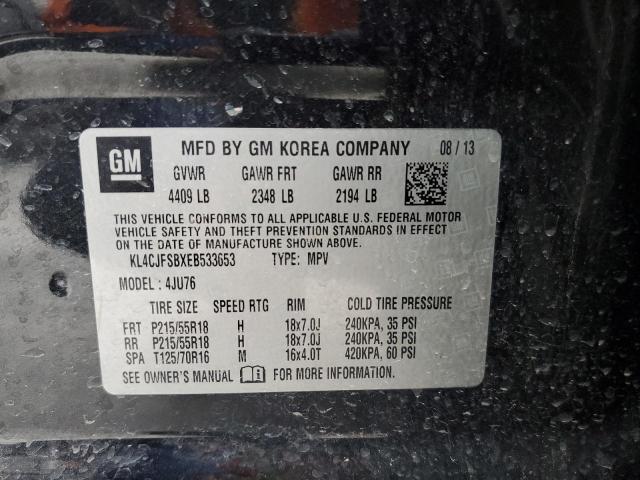 GM
MFD BY GM KOREA COMPANY 08 / 13
GVWR GAWR FRT GAWR RR
4409 LB 2348 LB 2194 LB
THIS VEHICLE CONFORMS TO ALL APPLICABLE U.S. FEDERAL MOTOR
VEHICLE SAFETY AND THEFT PREVENTION STANDARDS IN EFFECT
ON THE DATE OF MANUFACTURE SHOWN ABOVE.
KL4CJFSBXEB533653 TYPE: MPV
MODEL: 4JU76
TIRE SIZE SPEED RTG RIM COLD TIRE PRESSURE
FRT P215/55R18 H 18x7.0J 240KPA, 35 PSI
RR P215/55R18 H 18x7.0J 240KPA, 35 PSI
SPA T125/70R16 M 16x4.0T 420KPA, 60 PSI
SEE OWNER'S MANUAL FOR MORE INFORMATION.